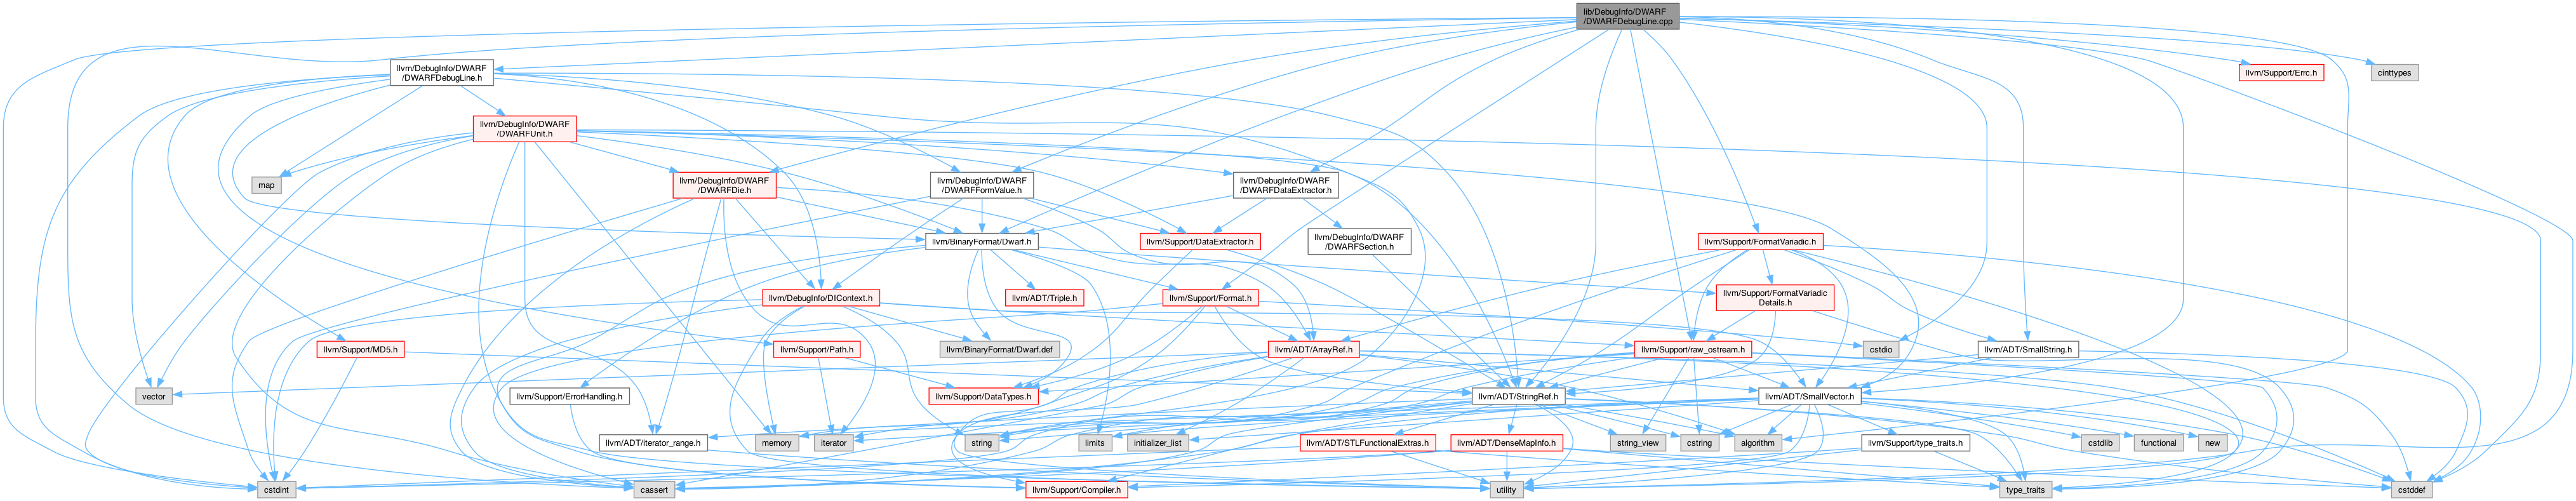 lib/DebugInfo/DWARF
/DWARFDebugLine.cpp
llvm/DebugInfo/DWARF
/DWARFDebugLine.h
llvm/Support/Errc.h
cinttypes
llvm/DebugInfo/DWARF
/DWARFUnit.h
map
llvm/DebugInfo/DWARF
/DWARFDie.h
llvm/DebugInfo/DWARF
/DWARFFormValue.h
llvm/DebugInfo/DWARF
/DWARFDataExtractor.h
llvm/BinaryFormat/Dwarf.h
llvm/Support/DataExtractor.h
llvm/DebugInfo/DWARF
/DWARFSection.h
llvm/Support/FormatVariadic.h
llvm/DebugInfo/DIContext.h
llvm/ADT/Triple.h
llvm/Support/Format.h
llvm/Support/FormatVariadic
Details.h
llvm/Support/MD5.h
llvm/Support/Path.h
llvm/BinaryFormat/Dwarf.def
llvm/ADT/ArrayRef.h
llvm/Support/raw_ostream.h
cstdio
llvm/ADT/SmallString.h
vector
llvm/Support/ErrorHandling.h
llvm/Support/DataTypes.h
llvm/ADT/StringRef.h
llvm/ADT/SmallVector.h
llvm/ADT/iterator_range.h
memory
iterator
string
limits
initializer_list
llvm/ADT/STLFunctionalExtras.h
llvm/ADT/DenseMapInfo.h
string_view
cstring
algorithm
llvm/Support/type_traits.h
cstdlib
functional
new
cstdint
cassert
llvm/Support/Compiler.h
utility
type_traits
cstddef